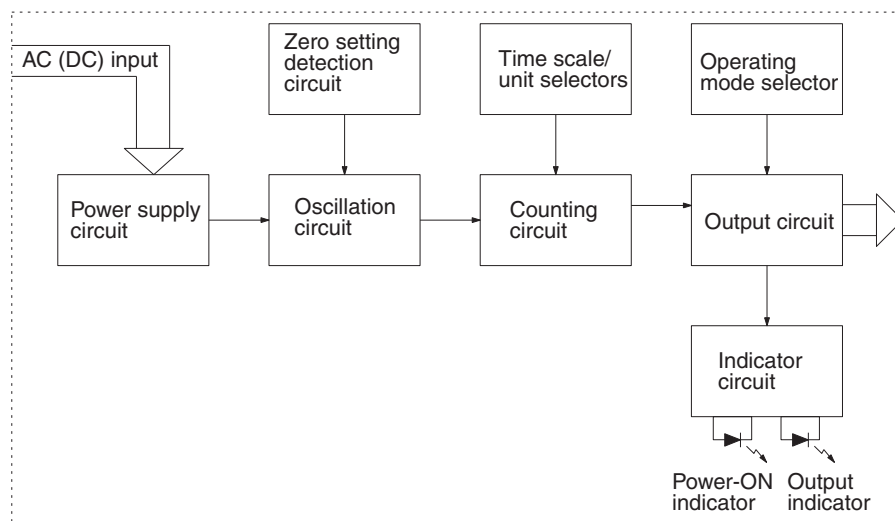 AC (DC) input
Zero setting
detection
circuit
Time scale/
unit selectors
Operating
mode selector
Power supply
circuit
Oscillation
circuit
Counting
circuit
Output circuit
Indicator
circuit
Power-ON
indicator
Output
indicator